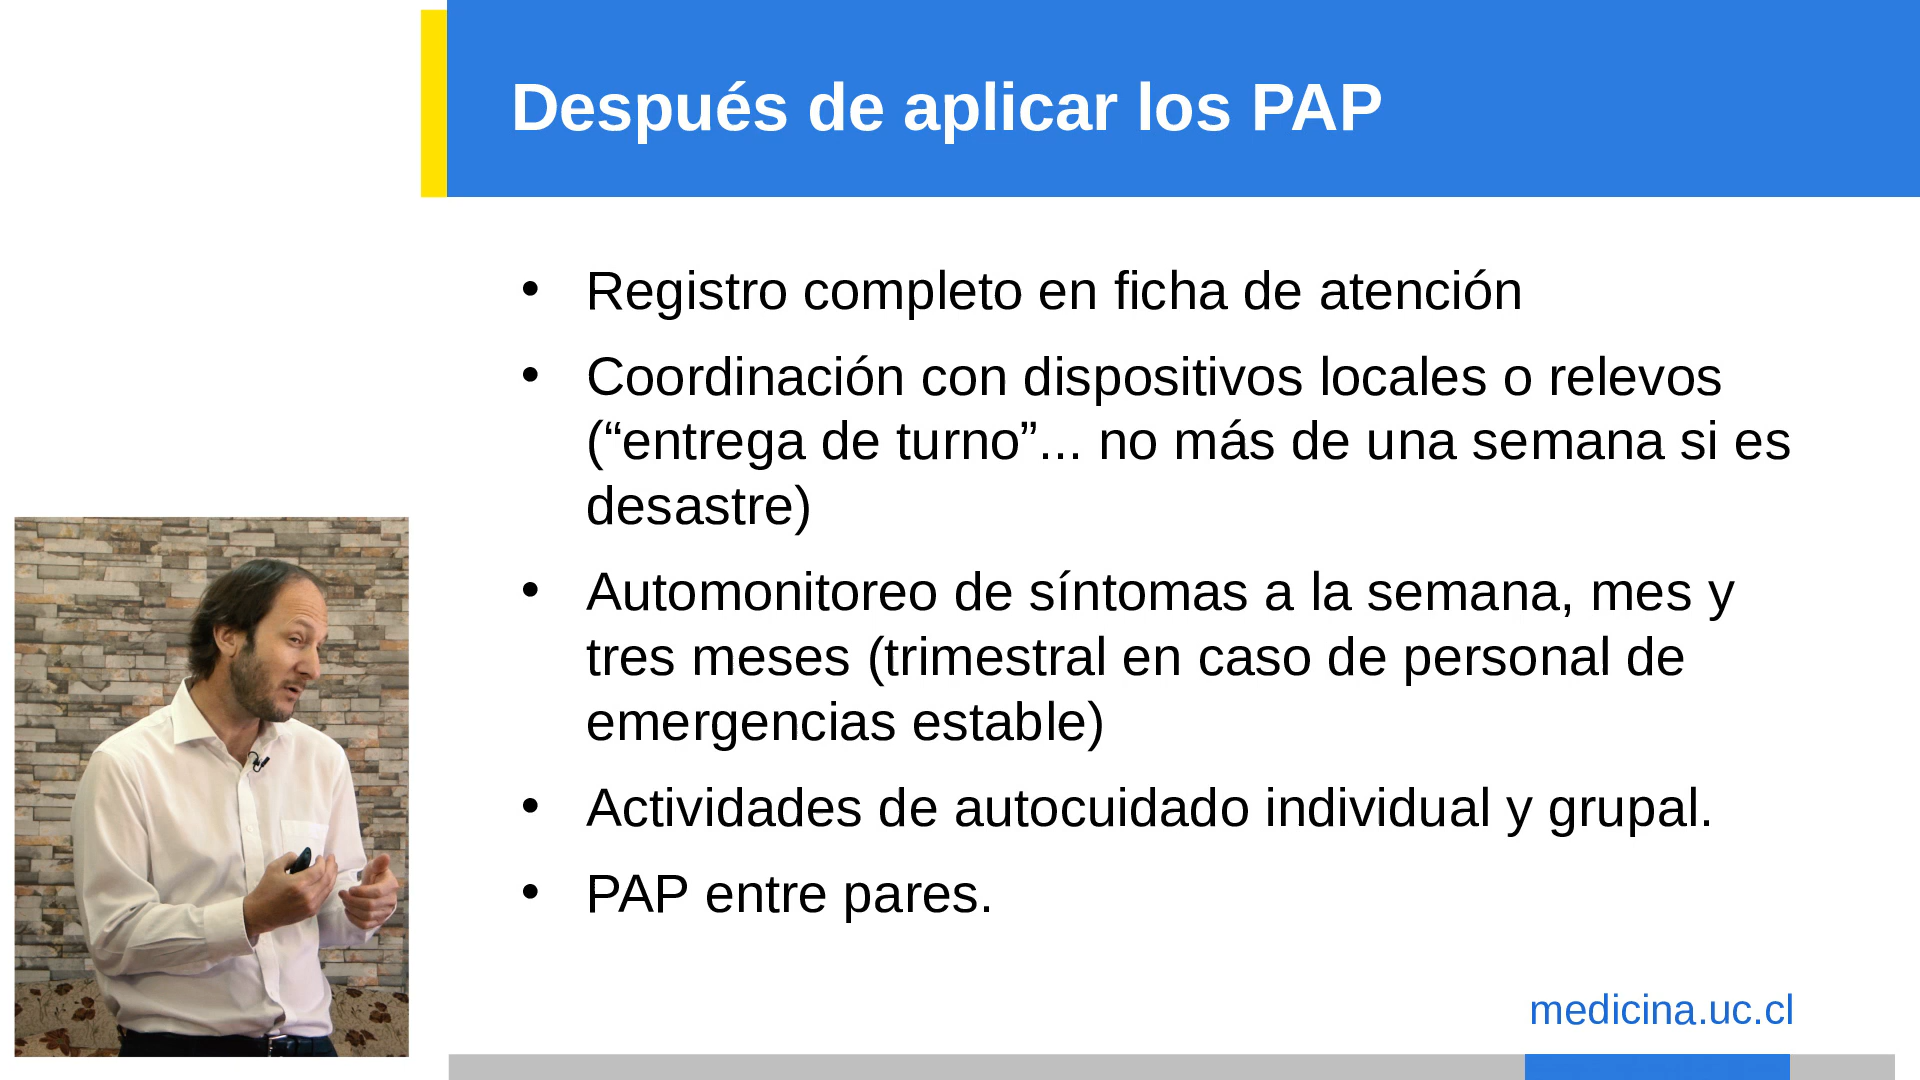 Después de aplicar los PAP
• Registro completo en ficha de atención
• Coordinación con dispositivos locales o relevos
(“entrega de turno”... no más de una semana si es
desastre)
• Automonitoreo de síntomas a la semana, mes y
tres meses (trimestral en caso de personal de
emergencias estable)
• Actividades de autocuidado individual y grupal.
• PAP entre pares.
medicina.uc.cl